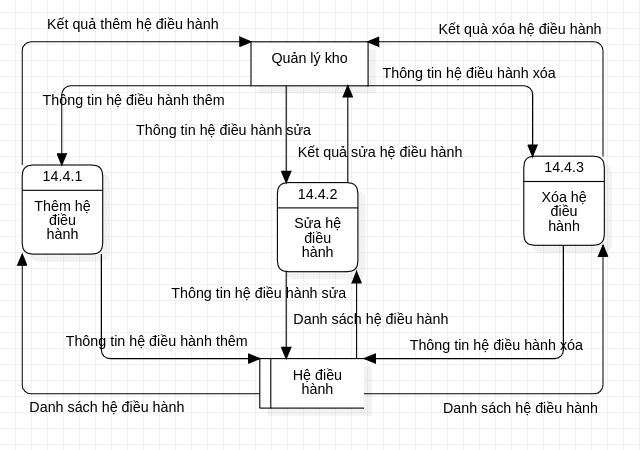 Kết quả thêm hệ điều hành
Kết quà xóa hệ điều hành
Quản lý kho
Thông tin hệ điều hành xóa
Thông tin hệ điều hành thêm
Thông tin hệ điều hành sửa
Kết quả sửa hệ điều hành
14.4.1
Thêm hệ
điều
hành
14.4.2
Sửa hệ
điều
hành
14.4.3
Xóa hệ
điều
hành
Thông tin hệ điều hành sửa
Danh sách hệ điều hành
Thông tin hệ điều hành thêm
Thông tin hệ điều hành xóa
Hệ điều
hành
Danh sách hệ điều hành
Danh sách hệ điều hành